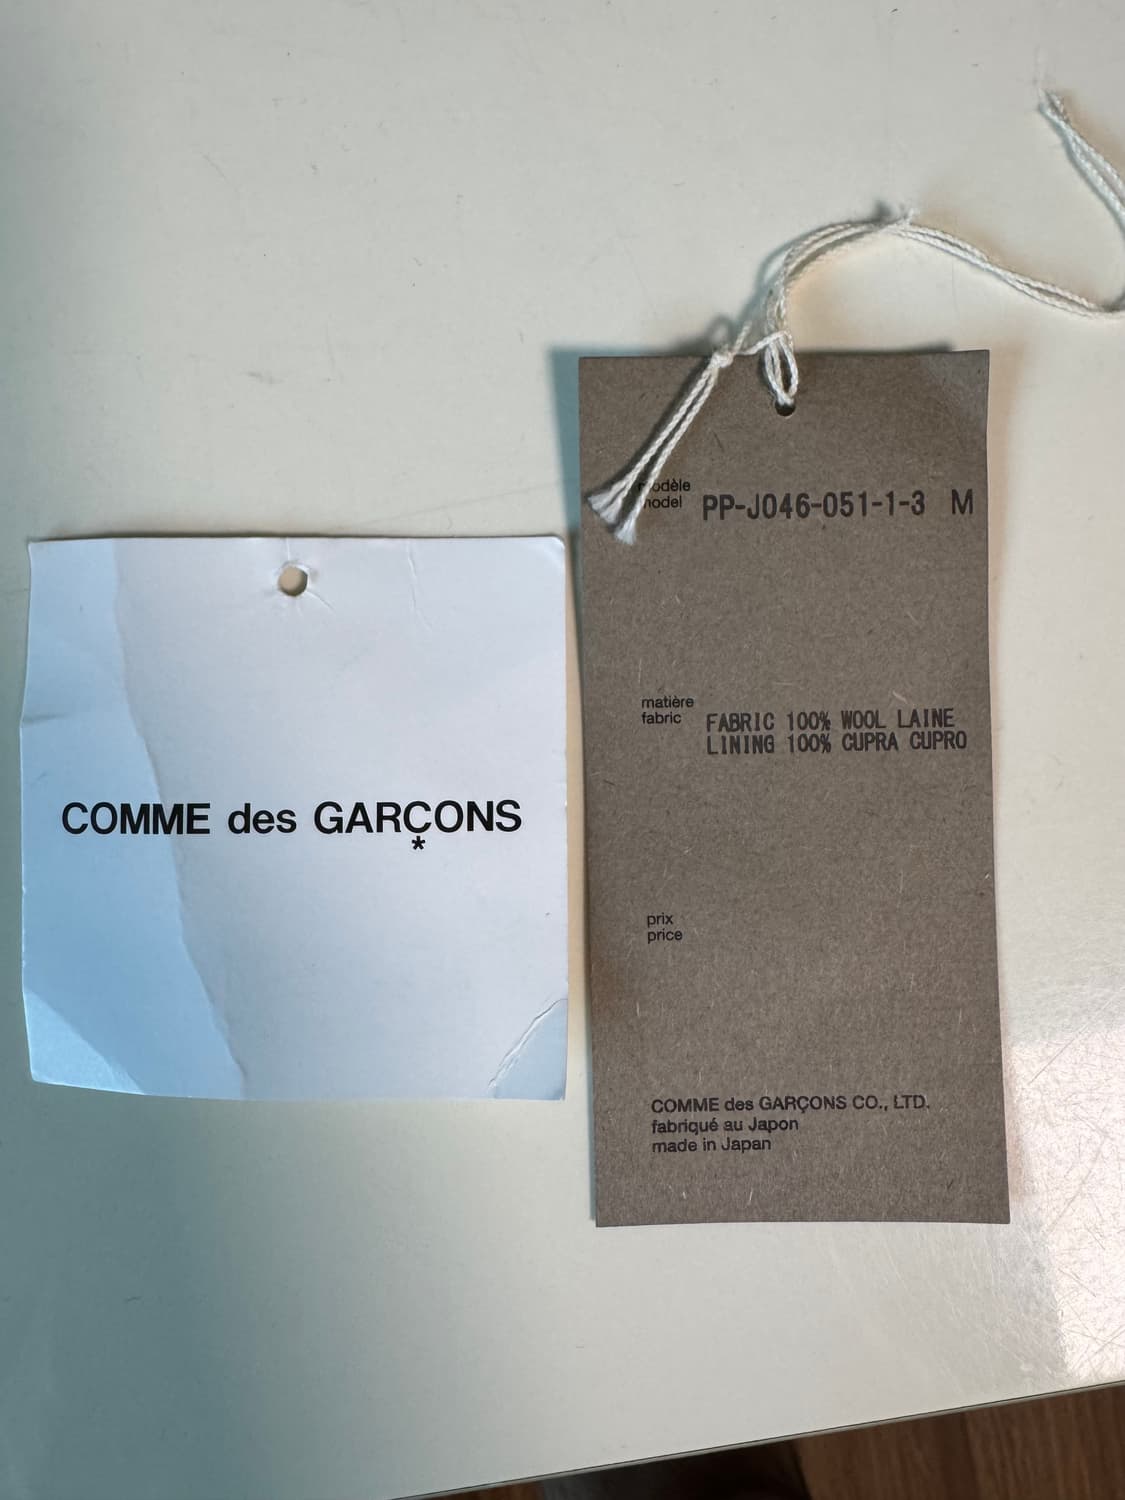 COMME des GARÇONS
*
modèle
model PP-J046-051-1-3 M
matière
fabric FABRIC 100% WOOL LAINE
LINING 100% CUPRA CUPRO
prix
price
COMME des GARÇONS CO., LTD.
fabriqué au Japon
made in Japan